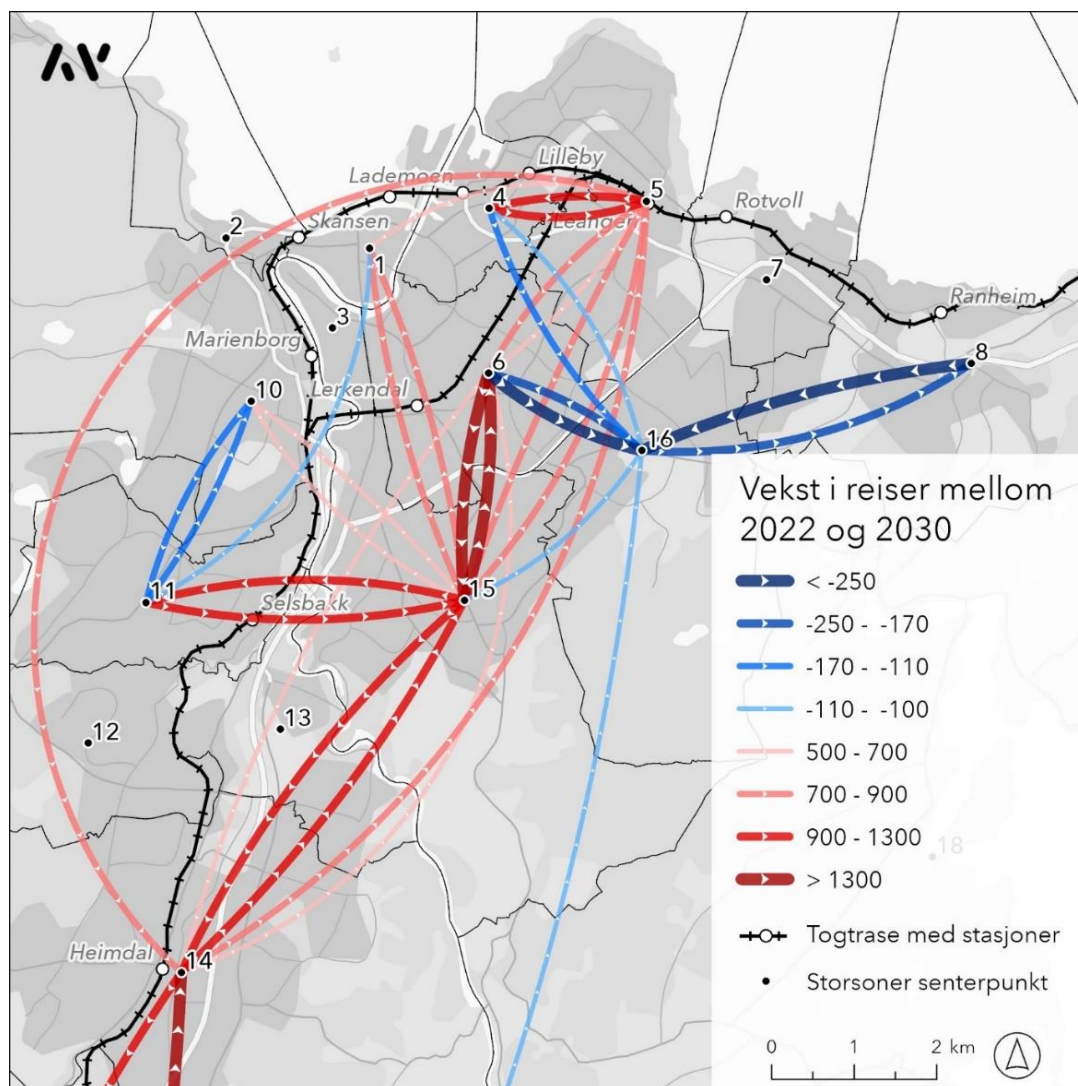 Lilleby
Lademoen
4
5
Rotvoll
Skansen
Leangen
2
1
7
Ranheim
3
Marienborg
6
8
Lerkendal
10
16
Vekst i reiser mellom
2022 og 2030
< -250
-250 - -170
-170 - -110
-110 - -100
500 - 700
700 - 900
900 - 1300
> 1300
Togtrase med stasjoner
Storsoner senterpunkt
0 1 2 km
11
15
Selsbakk
12
13
18
Heimdal
14